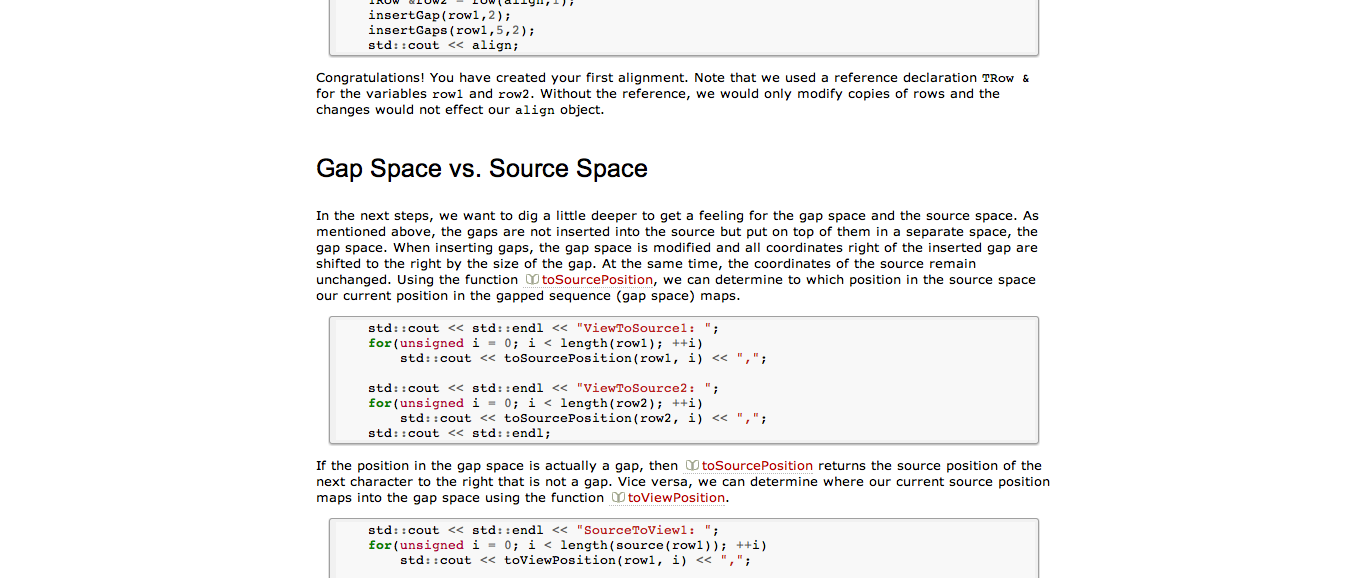 TRow &row2 = row(align,1);
insertGap(row1,2);
insertGaps(row1,5,2);
std::cout << align;
Congratulations! You have created your first alignment. Note that we used a reference declaration TRow &
for the variables row1 and row2. Without the reference, we would only modify copies of rows and the
changes would not effect our align object.
Gap Space vs. Source Space
In the next steps, we want to dig a little deeper to get a feeling for the gap space and the source space. As
mentioned above, the gaps are not inserted into the source but put on top of them in a separate space, the
gap space. When inserting gaps, the gap space is modified and all coordinates right of the inserted gap are
shifted to the right by the size of the gap. At the same time, the coordinates of the source remain
unchanged. Using the function toSourcePosition, we can determine to which position in the source space
our current position in the gapped sequence (gap space) maps.
std::cout << std::endl << "ViewToSource1: ";
for(unsigned i = 0; i < length(row1); ++i)
std::cout << toSourcePosition(row1, i) << ",";
std::cout << std::endl << "ViewToSource2: ";
for(unsigned i = 0; i < length(row2); ++i)
std::cout << toSourcePosition(row2, i) << ",";
std::cout << std::endl;
If the position in the gap space is actually a gap, then toSourcePosition returns the source position of the
next character to the right that is not a gap. Vice versa, we can determine where our current source position
maps into the gap space using the function toViewPosition.
std::cout << std::endl << "SourceToView1: ";
for(unsigned i = 0; i < length(source(row1)); ++i)
std::cout << toViewPosition(row1, i) << ",";